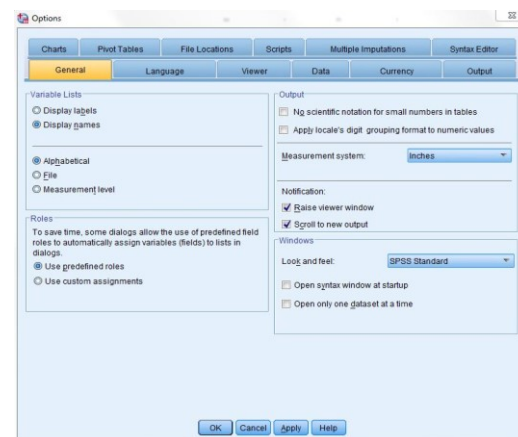 Options
Charts Pivot Tables File Locations Scripts Multiple Imputations Syntax Editor
General Language Viewer Data Currency Output
Variable Lists
Display labels
Display names
Alphabetical
File
Measurement level
Roles
To save time, some dialogs allow the use of predefined field
roles to automatically assign variables (fields) to lists in
dialogs.
Use predefined roles
Use custom assignments
Output
No scientific notation for small numbers in tables
Apply locale's digit grouping format to numeric values
Measurement system: Inches
Notification:
Raise viewer window
Scroll to new output
Windows
Look and feel: SPSS Standard
Open syntax window at startup
Open only one dataset at a time
OK Cancel Apply Help